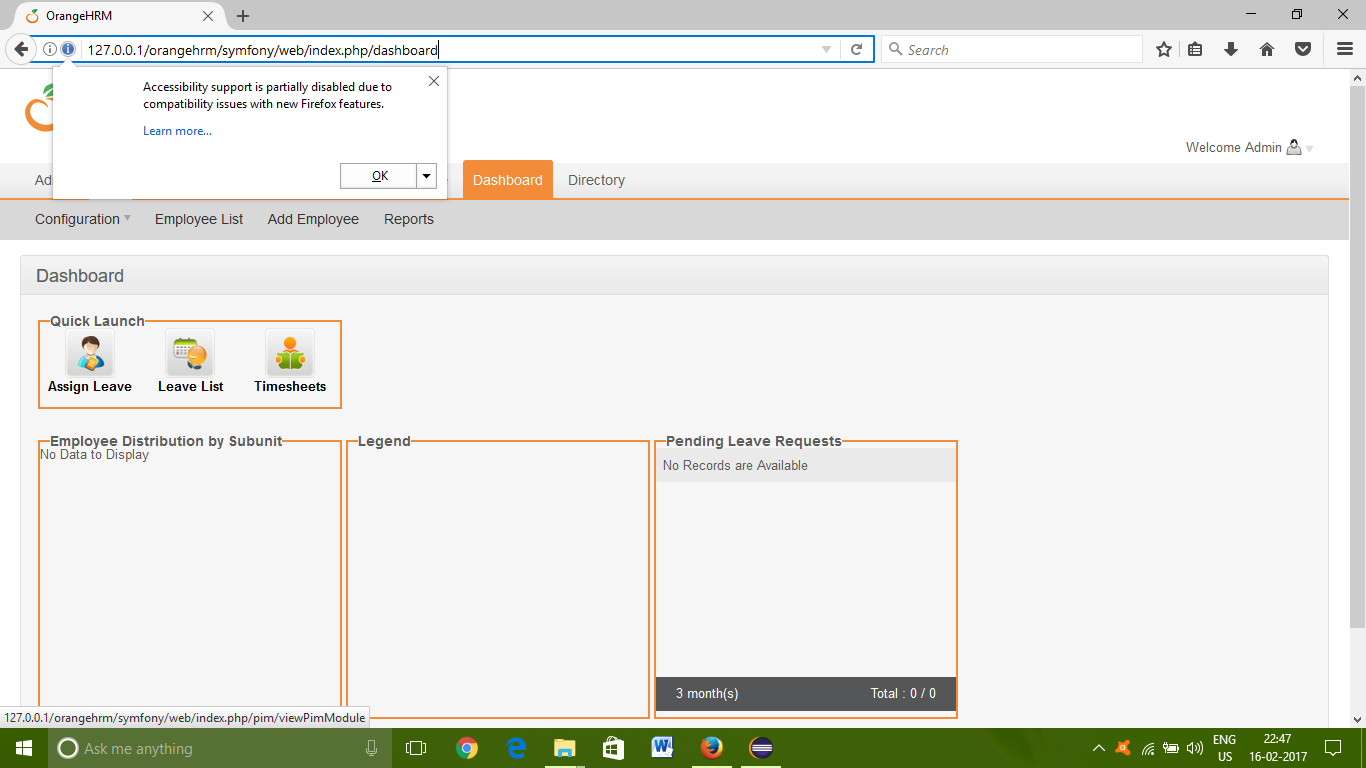 OrangeHRM
127.0.0.1/orangehrm/symfony/web/index.php/dashboard
Search
Accessibility support is partially disabled due to
compatibility issues with new Firefox features.
Learn more...
OK
Welcome Admin
Ad
Dashboard
Directory
Configuration
Employee List
Add Employee
Reports
Dashboard
Quick Launch
Assign Leave
Leave List
Timesheets
Employee Distribution by Subunit
No Data to Display
Legend
Pending Leave Requests
No Records are Available
3 month(s)
Total : 0 / 0
127.0.0.1/orangehrm/symfony/web/index.php/pim/viewPimModule
Ask me anything
ENG
US
22:47
16-02-2017